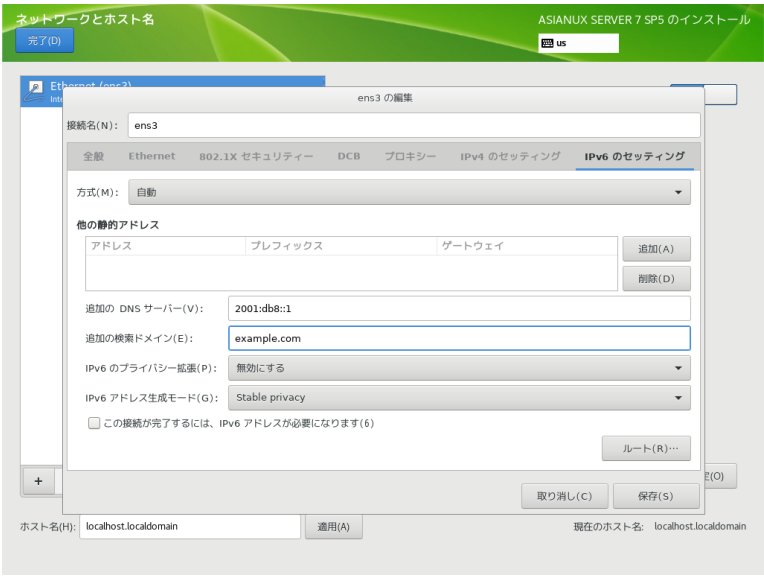 ネットワークとホスト名
ASIANUX SERVER 7 SP5 のインストール
完了(D)
us
Ethernet (ens3)
Inte
ens3 の編集
接続名(N): ens3
全般 Ethernet 802.1X セキュリティー DCB プロキシー IPv4 のセッティング IPv6 のセッティング
方式(M): 自動
他の静的アドレス
アドレス プレフィックス ゲートウェイ
追加(A)
削除(D)
追加の DNS サーバー(V): 2001:db8::1
追加の検索ドメイン(E): example.com
IPv6 のプライバシー拡張(P): 無効にする
IPv6 アドレス生成モード(G): Stable privacy
この接続が完了するには、IPv6 アドレスが必要になります(6)
ルート(R)…
+
定(O)
取り消し(C) 保存(S)
ホスト名(H): localhost.localdomain 適用(A) 現在のホスト名: localhost.localdomain